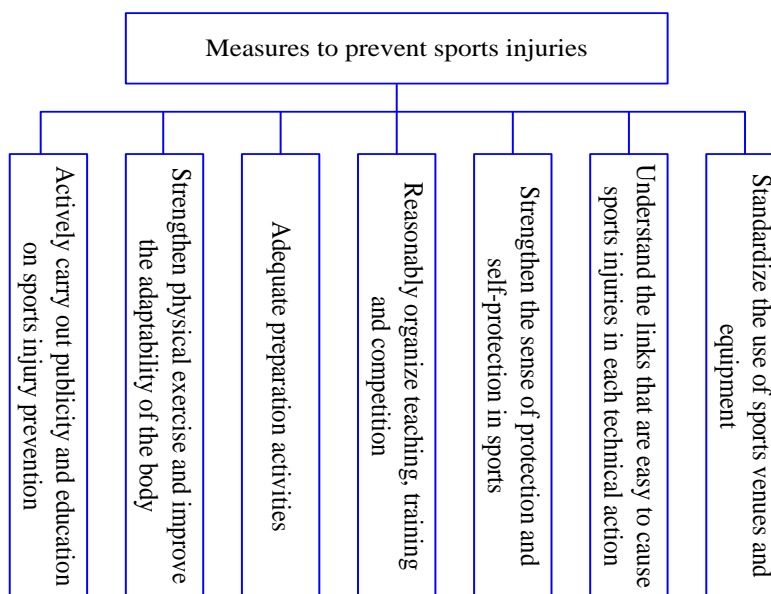 Measures to prevent sports injuries
Actively carry out publicity and education
on sports injury prevention
Strengthen physical exercise and improve
the adaptability of the body
Adequate preparation activities
Reasonably organize teaching, training
and competition
Strengthen the sense of protection and
self-protection in sports
Understand the links that are easy to cause
sports injuries in each technical action
Standardize the use of sports venues and
equipment